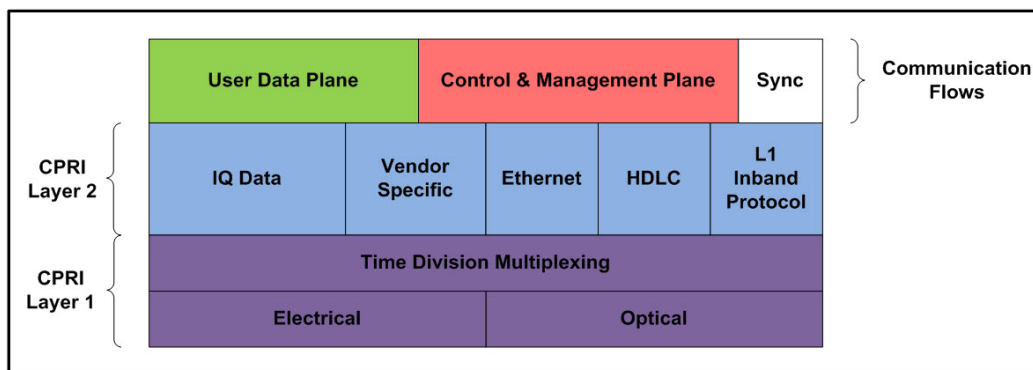 User Data Plane
Control & Management Plane
Sync
Communication
Flows
CPRI
Layer 2
IQ Data
Vendor
Specific
Ethernet
HDLC
L1
Inband
Protocol
CPRI
Layer 1
Time Division Multiplexing
Electrical
Optical